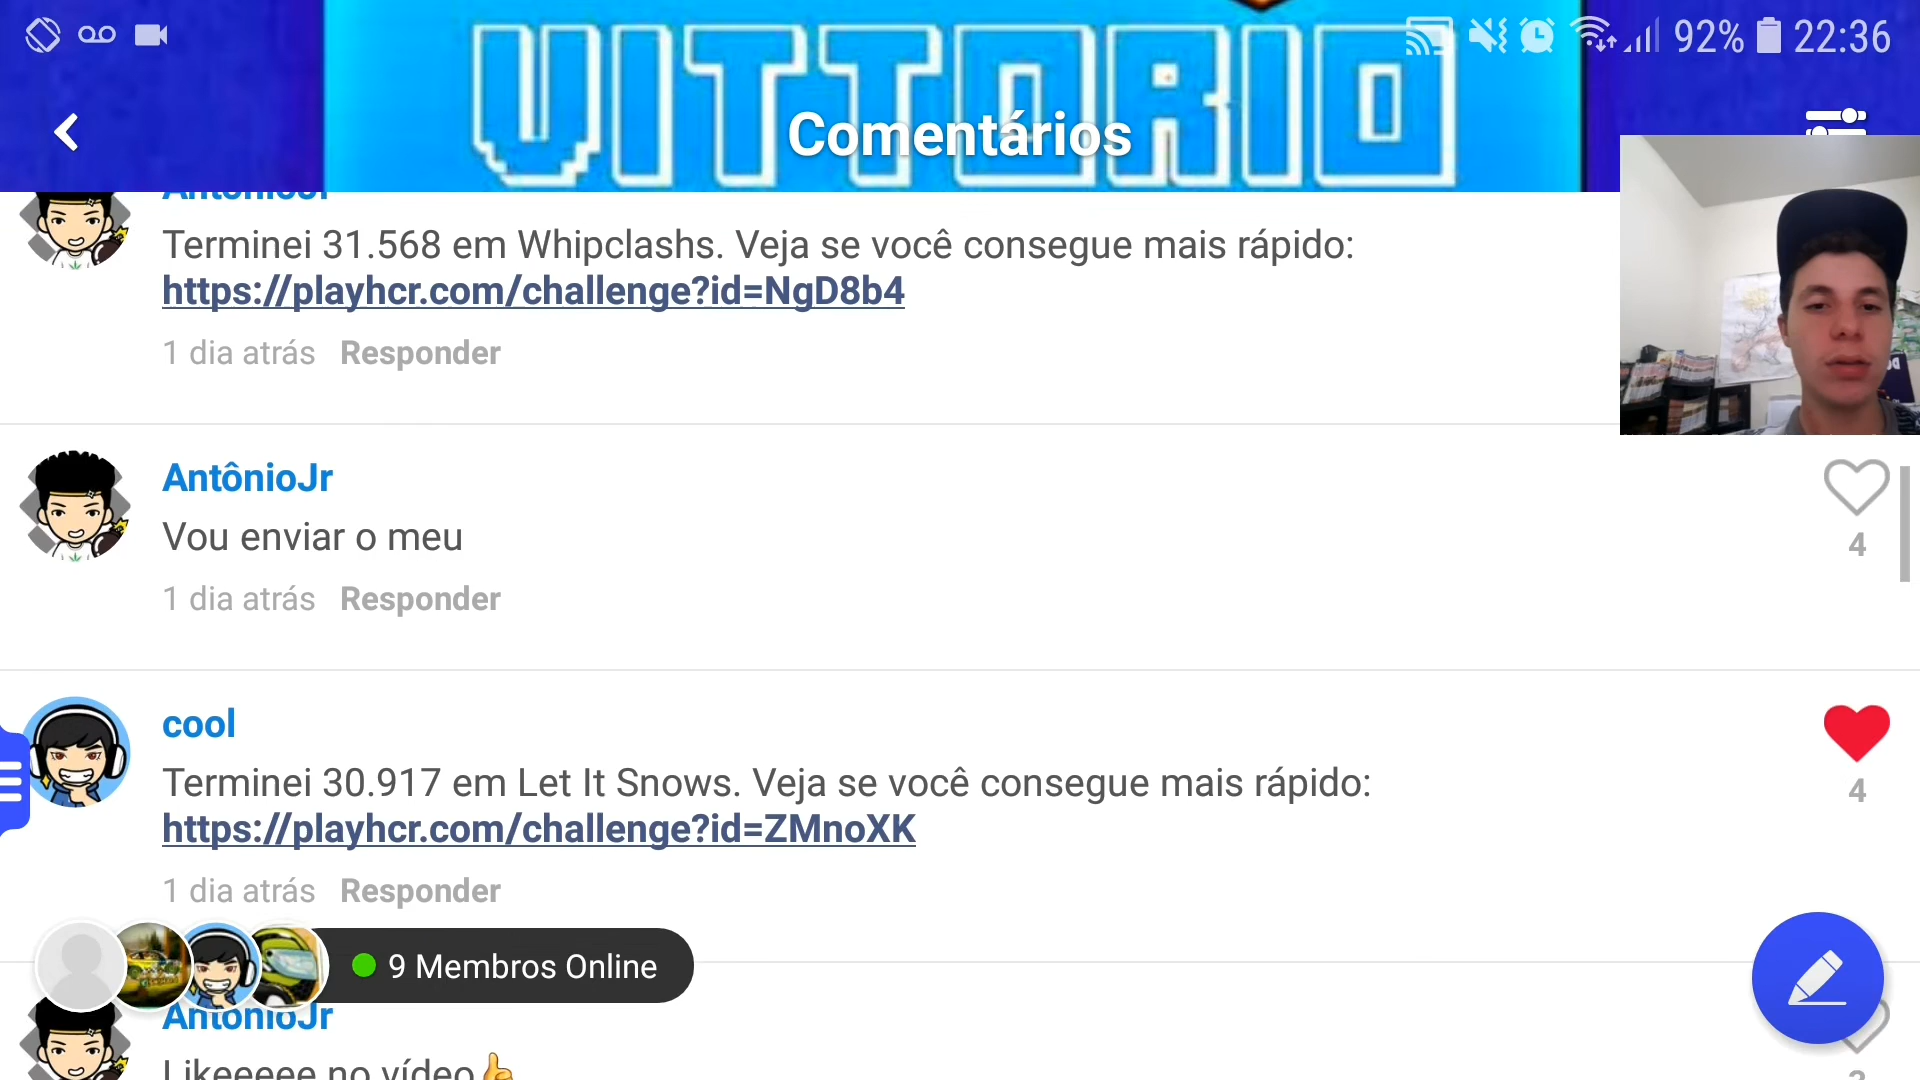 VITTORIO
92% 22:36
Comentários
AntônioJr
Terminei 31.568 em Whipclashs. Veja se você consegue mais rápido:
https://playhcr.com/challenge?id=NgD8b4
1 dia atrás Responder
AntônioJr
Vou enviar o meu
4
1 dia atrás Responder
cool
Terminei 30.917 em Let It Snows. Veja se você consegue mais rápido:
https://playhcr.com/challenge?id=ZMnoXK
4
1 dia atrás Responder
9 Membros Online
AntônioJr
Likeeeee no vídeo👍